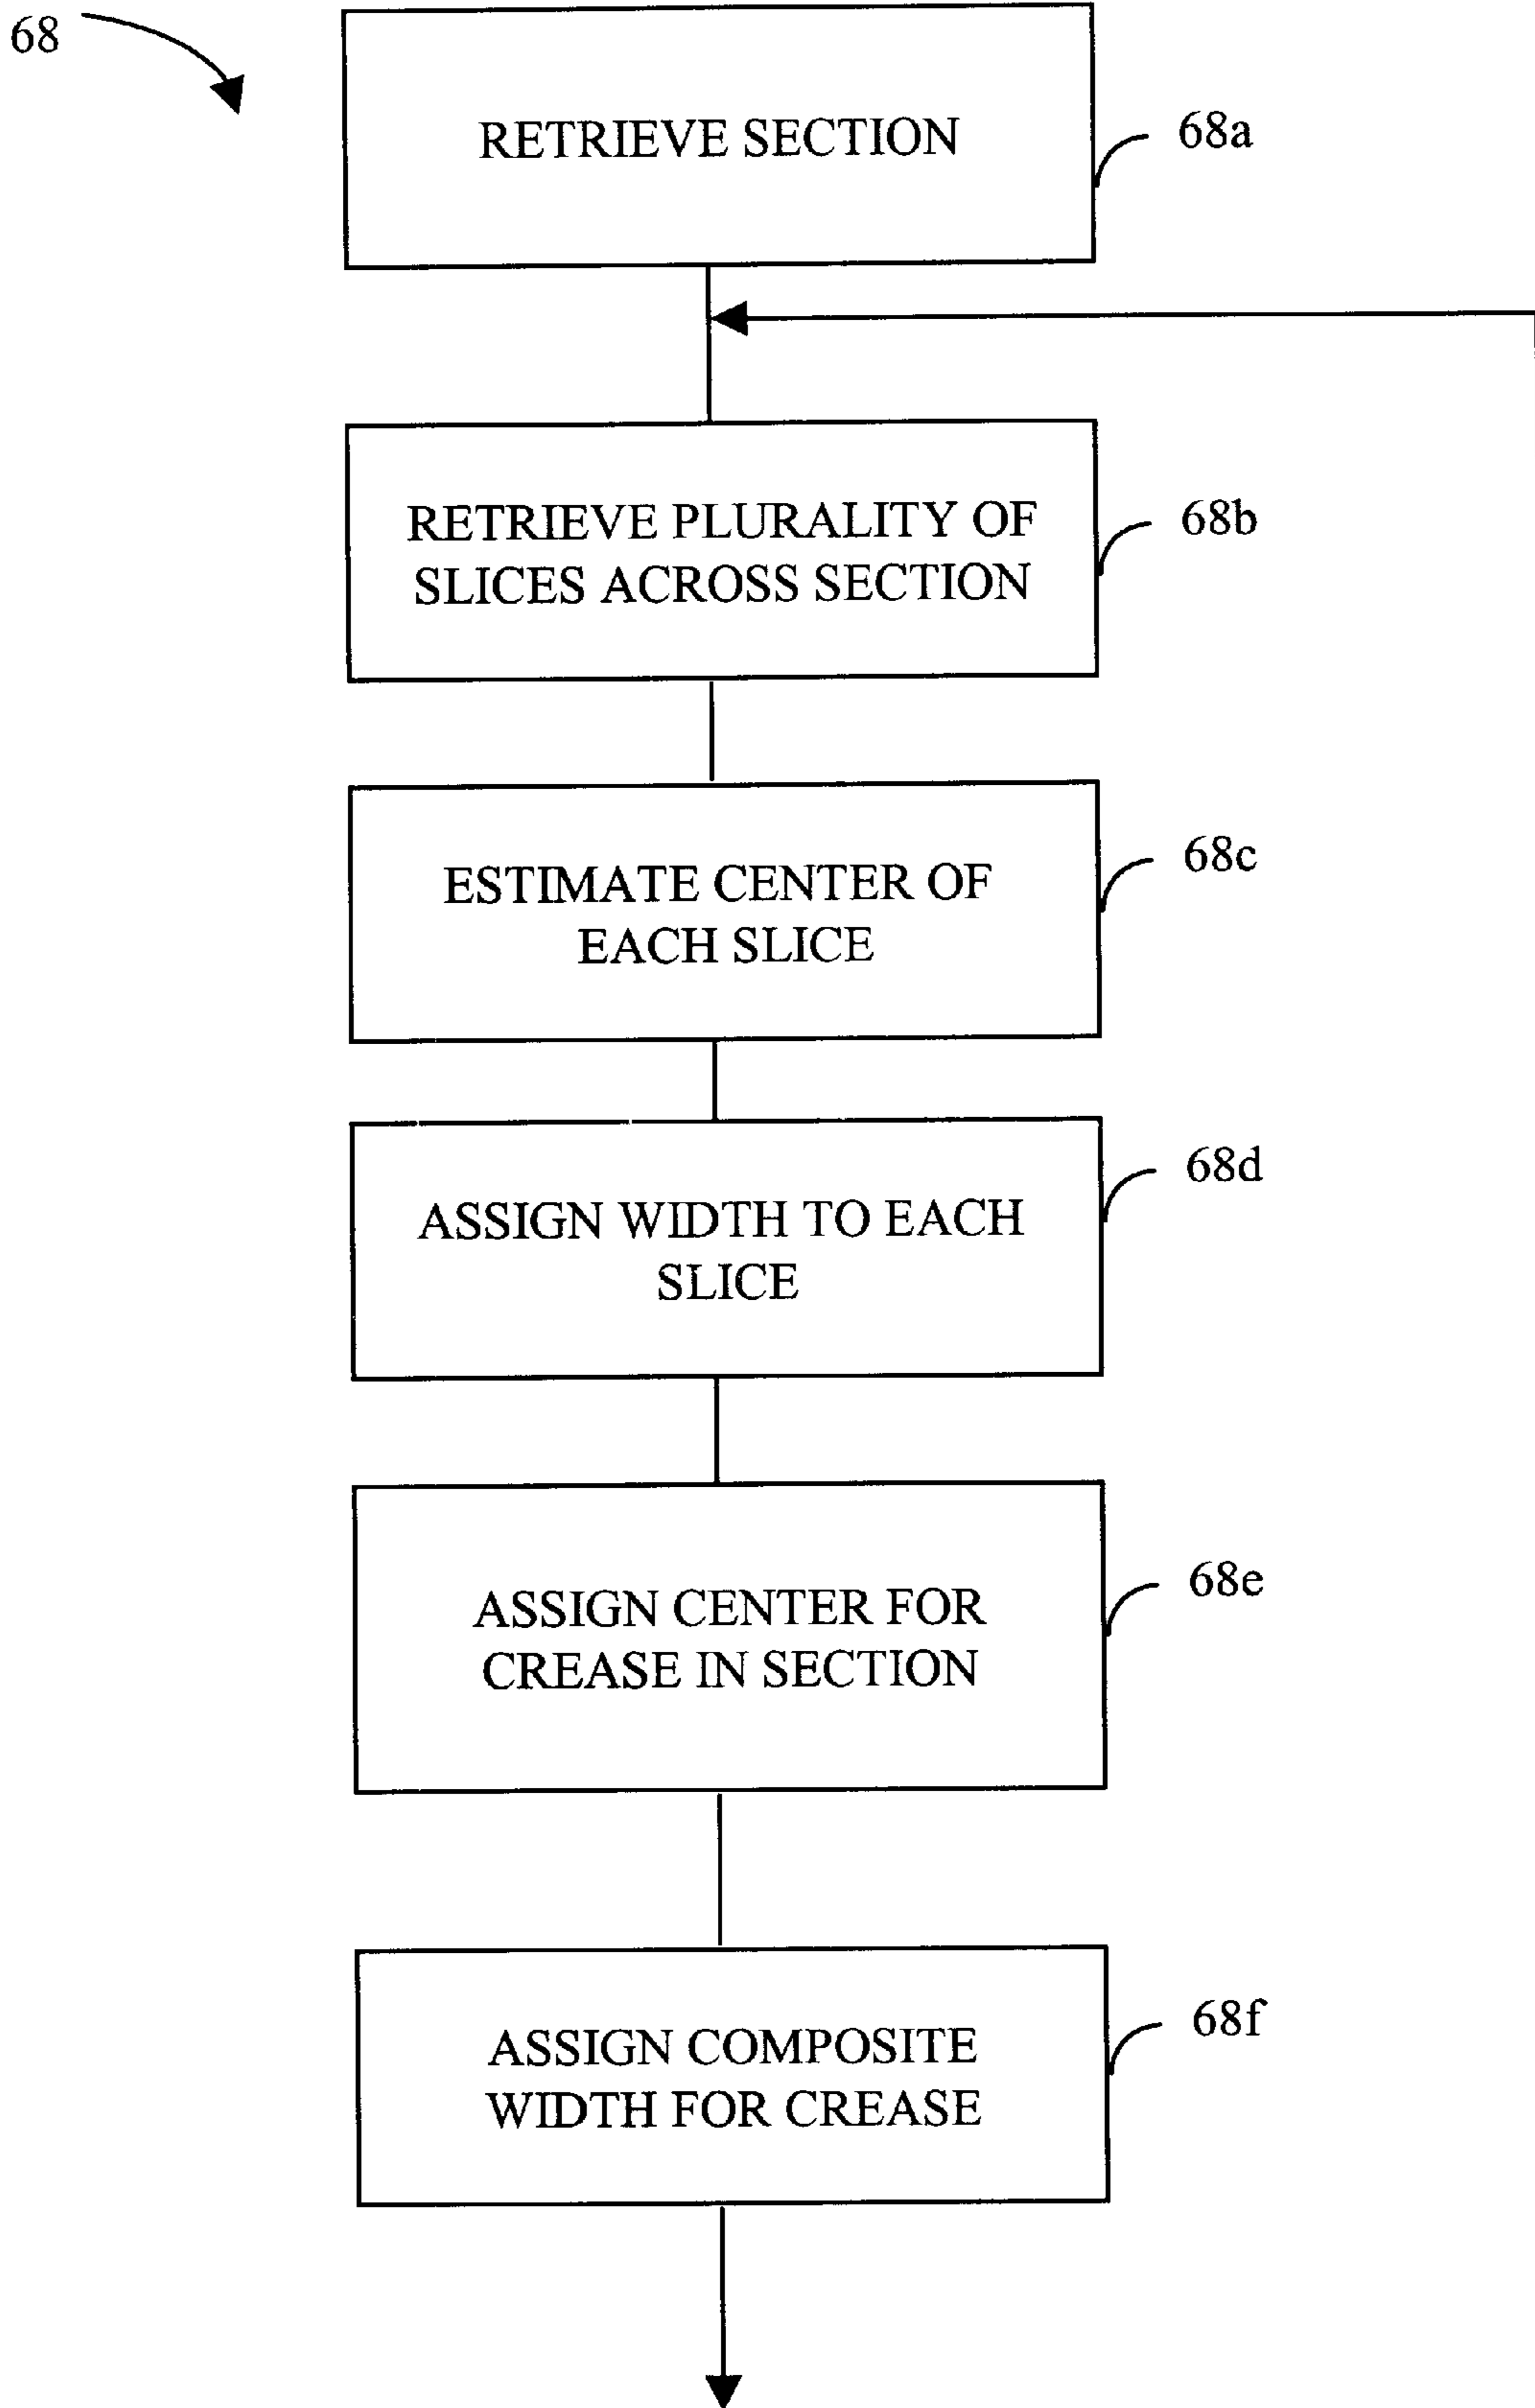 68
RETRIEVE SECTION
68a
RETRIEVE PLURALITY OF
SLICES ACROSS SECTION
68b
ESTIMATE CENTER OF
EACH SLICE
68c
ASSIGN WIDTH TO EACH
SLICE
68d
ASSIGN CENTER FOR
CREASE IN SECTION
68e
ASSIGN COMPOSITE
WIDTH FOR CREASE
68f